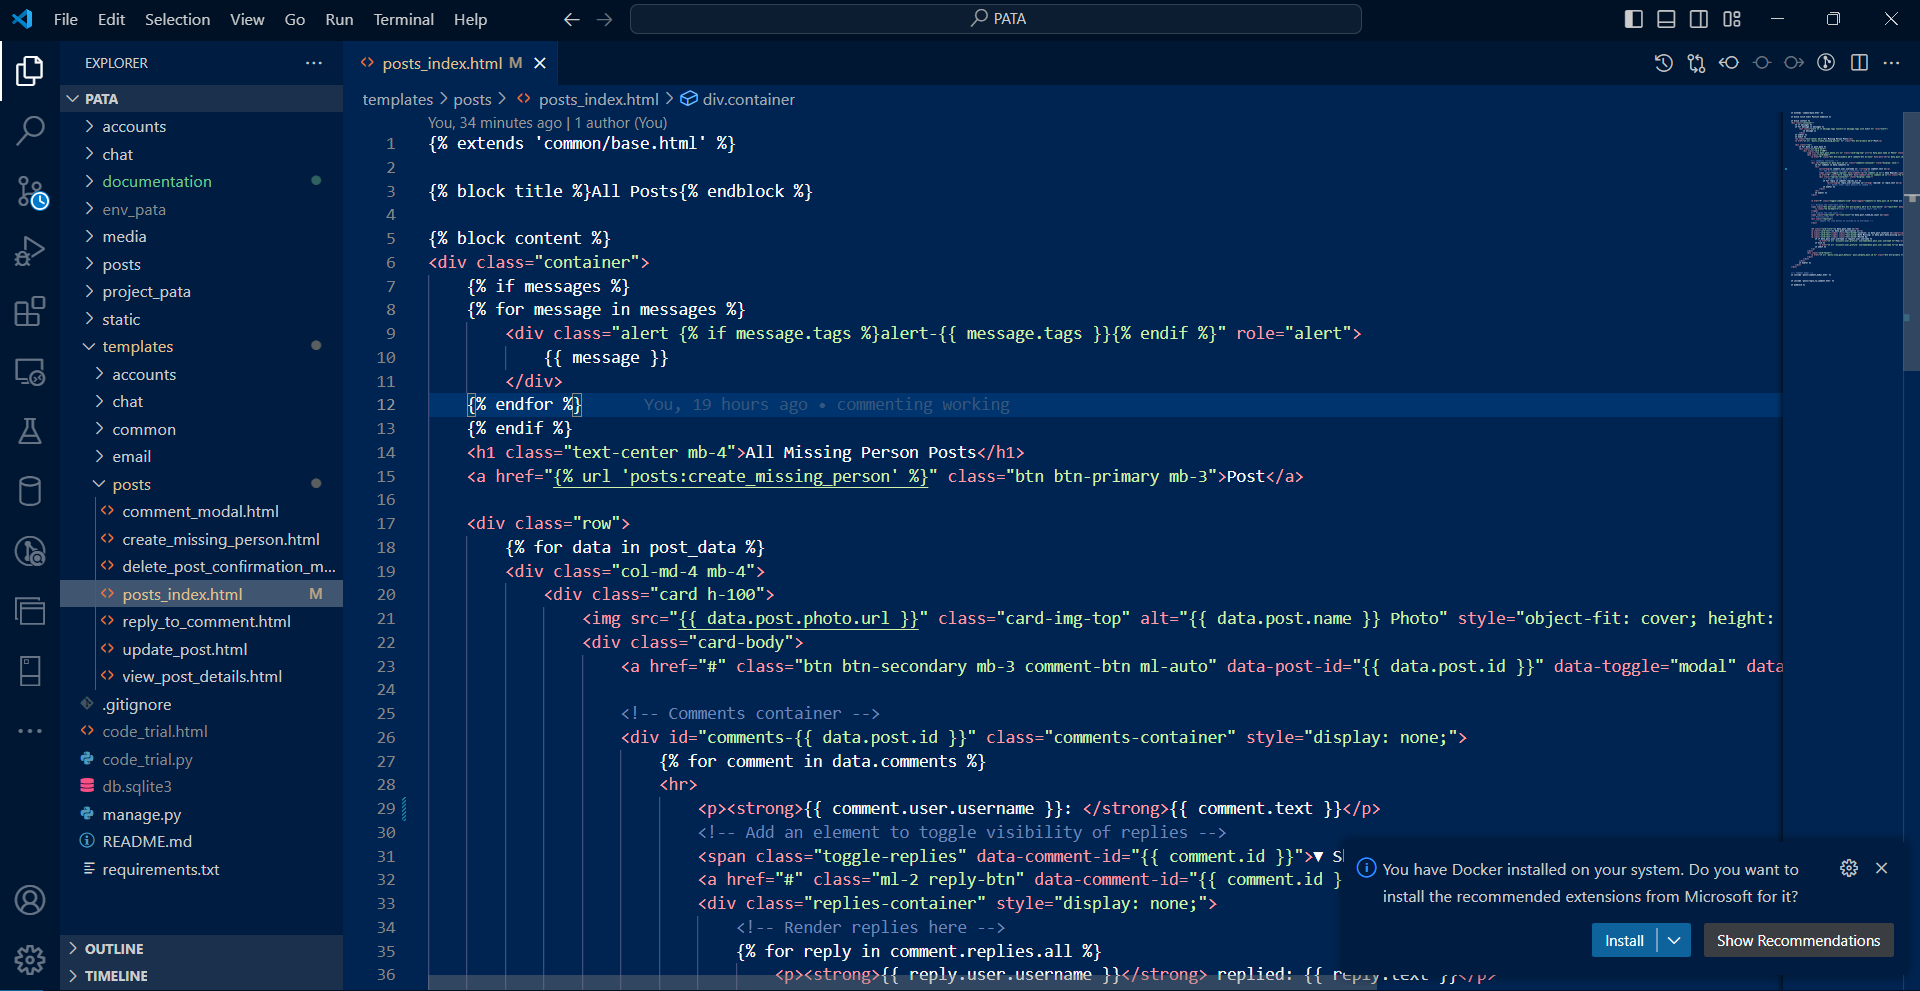 File Edit Selection View Go Run Terminal Help
PATA
EXPLORER
PATA
accounts
chat
documentation
env_pata
media
posts
project_pata
static
templates
accounts
chat
common
email
posts
comment_modal.html
create_missing_person.html
delete_post_confirmation_m...
posts_index.html M
reply_to_comment.html
update_post.html
view_post_details.html
.gitignore
code_trial.html
code_trial.py
db.sqlite3
manage.py
README.md
requirements.txt
OUTLINE
TIMELINE
posts_index.html M
templates > posts > posts_index.html > div.container
You, 34 minutes ago | 1 author (You)
1 {% extends 'common/base.html' %}
2
3 {% block title %}All Posts{% endblock %}
4
5 {% block content %}
6 <div class="container">
7 {% if messages %}
8 {% for message in messages %}
9 <div class="alert {% if message.tags %}alert-{{ message.tags }}{% endif %}" role="alert">
10 {{ message }}
11 </div>
12 {% endfor %} You, 19 hours ago • commenting working
13 {% endif %}
14 <h1 class="text-center mb-4">All Missing Person Posts</h1>
15 <a href="{% url 'posts:create_missing_person' %}" class="btn btn-primary mb-3">Post</a>
16
17 <div class="row">
18 {% for data in post_data %}
19 <div class="col-md-4 mb-4">
20 <div class="card h-100">
21 <img src="{{ data.post.photo.url }}" class="card-img-top" alt="{{ data.post.name }} Photo" style="object-fit: cover; height:
22 <div class="card-body">
23 <a href="#" class="btn btn-secondary mb-3 comment-btn ml-auto" data-post-id="{{ data.post.id }}" data-toggle="modal" data
24
25 <!-- Comments container -->
26 <div id="comments-{{ data.post.id }}" class="comments-container" style="display: none;">
27 {% for comment in data.comments %}
28 <hr>
29 <p><strong>{{ comment.user.username }}: </strong>{{ comment.text }}</p>
30 <!-- Add an element to toggle visibility of replies -->
31 <span class="toggle-replies" data-comment-id="{{ comment.id }}">▼ S
32 <a href="#" class="ml-2 reply-btn" data-comment-id="{{ comment.id }
33 <div class="replies-container" style="display: none;">
34 <!-- Render replies here -->
35 {% for reply in comment.replies.all %}
36 <p><strong>{{ reply.user.username }}</strong> replied: {{ reply.text }}</p>
You have Docker installed on your system. Do you want to
install the recommended extensions from Microsoft for it?
Install
Show Recommendations